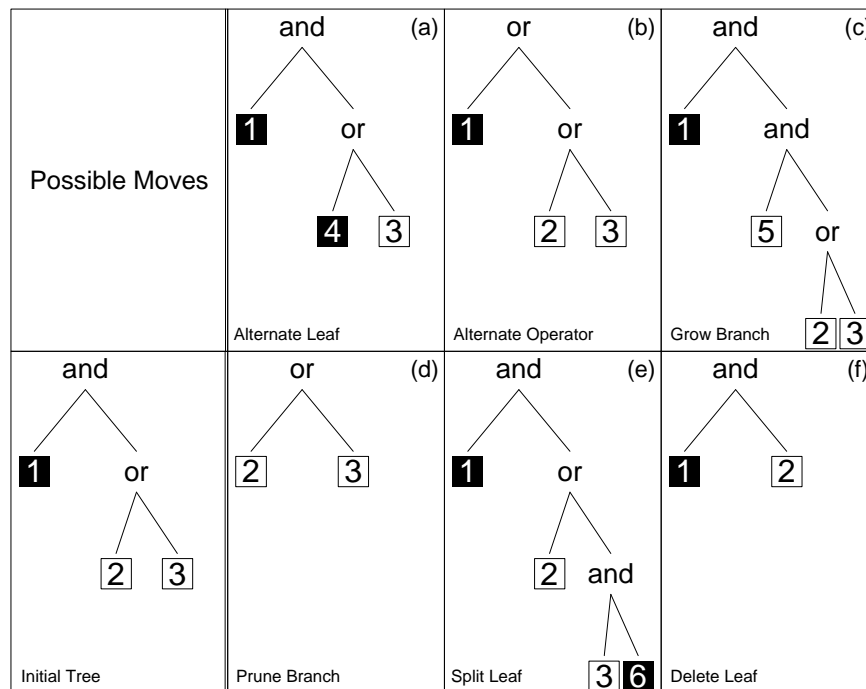 Possible Moves
and (a)
1 or
4 3
Alternate Leaf
or (b)
1 or
2 3
Alternate Operator
and (c)
1 and
5 or
2 3
Grow Branch
and
1 or
2 3
Initial Tree
or (d)
2 3
Prune Branch
and (e)
1 or
2 and
3 6
Split Leaf
and (f)
1 2
Delete Leaf